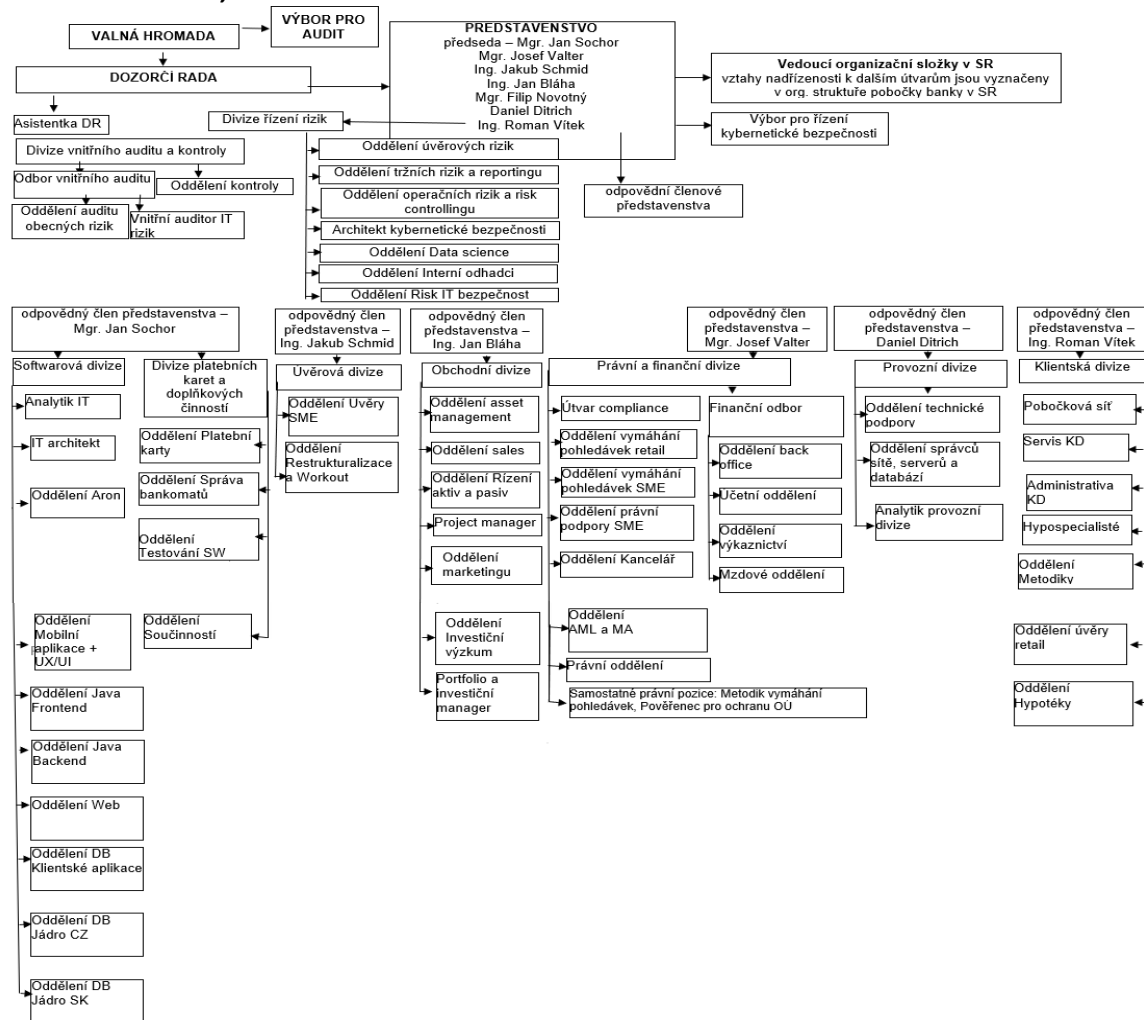 VALNÁ HROMADA
VÝBOR PRO
AUDIT
PŘEDSTAVENSTVO
předseda – Mgr. Jan Sochor
Mgr. Josef Valter
Ing. Jakub Schmid
Ing. Jan Bláha
Mgr. Filip Novotný
Daniel Ditrich
Ing. Roman Vítek
DOZORČÍ RADA
Vedoucí organizační složky v SR
vztahy nadřízenosti k dalším útvarům jsou vyznačeny
v org. struktuře pobočky banky v SR
Asistentka DR
Divize řízení rizik
Výbor pro řízení
kybernetické bezpečnosti
Divize vnitřního auditu a kontroly
Odbor vnitřního auditu
Oddělení kontroly
Oddělení auditu
obecných rizik
Vnitřní auditor IT
rizik
Oddělení úvěrových rizik
Oddělení tržních rizik a reportingu
Oddělení operačních rizik a risk
controllingu
Architekt kybernetické bezpečnosti
Oddělení Data science
Oddělení Interní odhadci
Oddělení Risk IT bezpečnost
odpovědní členové
představenstva
odpovědný člen představenstva –
Mgr. Jan Sochor
Softwarová divize
Analytik IT
IT architekt
Oddělení Aron
Oddělení
Mobilní
aplikace +
UX/UI
Oddělení Java
Frontend
Oddělení Java
Backend
Oddělení Web
Oddělení DB
Klientské aplikace
Oddělení DB
Jádro CZ
Oddělení DB
Jádro SK
Divize platebních
karet a
doplňkových
činností
Oddělení Platební
karty
Oddělení Správa
bankomatů
Oddělení
Testování SW
Oddělení
Součinností
odpovědný člen
představenstva –
Ing. Jakub Schmid
Úvěrová divize
Oddělení Úvěry
SME
Oddělení
Restrukturalizace
a Workout
odpovědný člen
představenstva –
Ing. Jan Bláha
Obchodní divize
Oddělení asset
management
Oddělení sales
Oddělení Řízení
aktiv a pasiv
Project manager
Oddělení
marketingu
Oddělení
Investiční
výzkum
Portfolio a
investiční
manager
odpovědný člen
představenstva –
Mgr. Josef Valter
Právní a finanční divize
Útvar compliance
Oddělení vymáhání
pohledávek retail
Oddělení vymáhání
pohledávek SME
Oddělení právní
podpory SME
Oddělení Kancelář
Oddělení
AML a MA
Právní oddělení
Samostatné právní pozice: Metodik vymáhání
pohledávek, Pověřenec pro ochranu OÚ
Finanční odbor
Oddělení back
office
Účetní oddělení
Oddělení
výkaznictví
Mzdové oddělení
odpovědný člen
představenstva –
Daniel Ditrich
Provozní divize
Oddělení technické
podpory
Oddělení správců
sítě, serverů a
databází
Analytik provozní
divize
odpovědný člen
představenstva –
Ing. Roman Vítek
Klientská divize
Pobočková síť
Servis KD
Administrativa
KD
Hypospecialisté
Oddělení
Metodiky
Oddělení úvěry
retail
Oddělení
Hypotéky